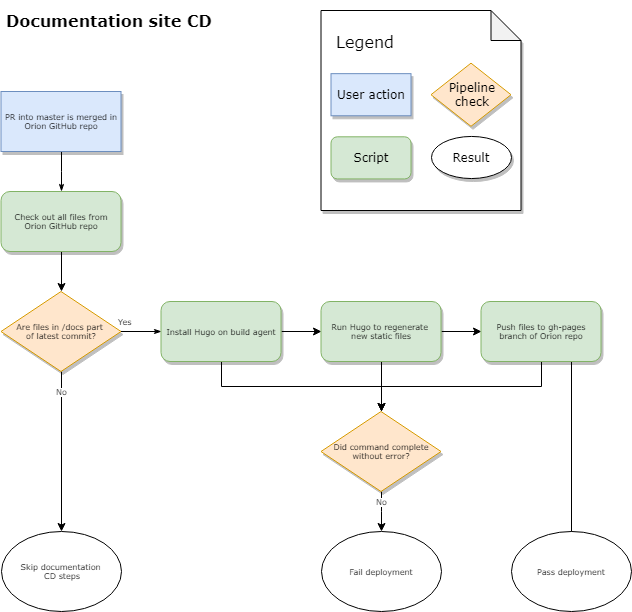 Documentation site CD
Legend
User action
Pipeline
check
Script
Result
PR into master is merged in
Orion GitHub repo
Check out all files from
Orion GitHub repo
Are files in /docs part
of latest commit?
Yes
Install Hugo on build agent
Run Hugo to regenerate
new static files
Push files to gh-pages
branch of Orion repo
No
Did command complete
without error?
No
Skip documentation
CD steps
Fail deployment
Pass deployment